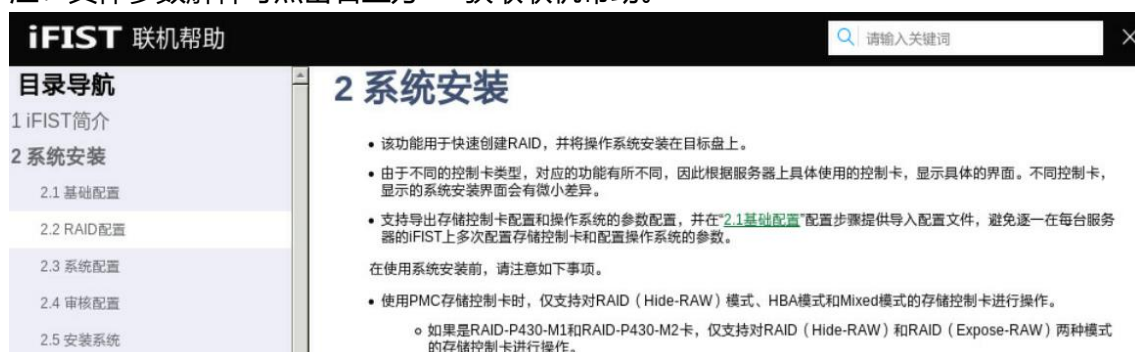 iFIST 联机帮助
请输入关键词
目录导航
1 iFIST简介
2 系统安装
2.1 基础配置
2.2 RAID配置
2.3 系统配置
2.4 审核配置
2.5 安装系统
2 系统安装
• 该功能用于快速创建RAID，并将操作系统安装在目标盘上。
• 由于不同的控制卡类型，对应的功能有所不同，因此根据服务器上具体使用的控制卡，显示具体的界面。不同控制卡，
显示的系统安装界面会有微小差异。
• 支持导出存储控制卡配置和操作系统的参数配置，并在“2.1基础配置”配置步骤提供导入配置文件，避免逐一在每台服务
器的iFIST上多次配置存储控制卡和配置操作系统的参数。
在使用系统安装前，请注意如下事项。
• 使用PMC存储控制卡时，仅支持对RAID（Hide-RAW）模式、HBA模式和Mixed模式的存储控制卡进行操作。
o 如果是RAID-P430-M1和RAID-P430-M2卡，仅支持对RAID（Hide-RAW）和RAID（Expose-RAW）两种模式
的存储控制卡进行操作。